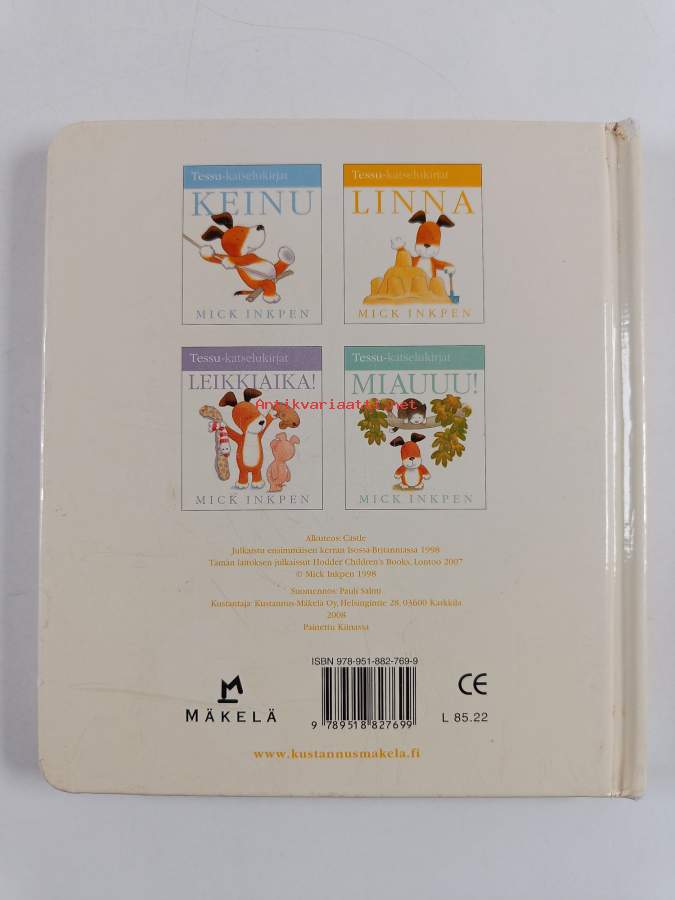 Tessu-katselukirjat
KEINU
MICK INKPEN
Tessu-katselukirjat
LINNA
MICK INKPEN
Tessu-katselukirjat
LEIKKIAIKA!
MICK INKPEN
Tessu-katselukirjat
MIAUUU!
MICK INKPEN
Antikvariaatti.net
Alkuteos: Castle
Julkaistu ensimmäisen kerran Isossa-Britanniassa 1998
Tämän laitoksen julkaissut Hodder Children's Books, Lontoo 2007
© Mick Inkpen 1998
Suomennos: Pauli Salmi
Kustantaja: Kustannus-Mäkelä Oy, Helsingintie 28, 03600 Karkkila
2008
Painettu Kiinassa
ISBN 978-951-882-769-9
9 789518 827699
MÄKELÄ
CE
L 85.22
www.kustannusmakela.fi